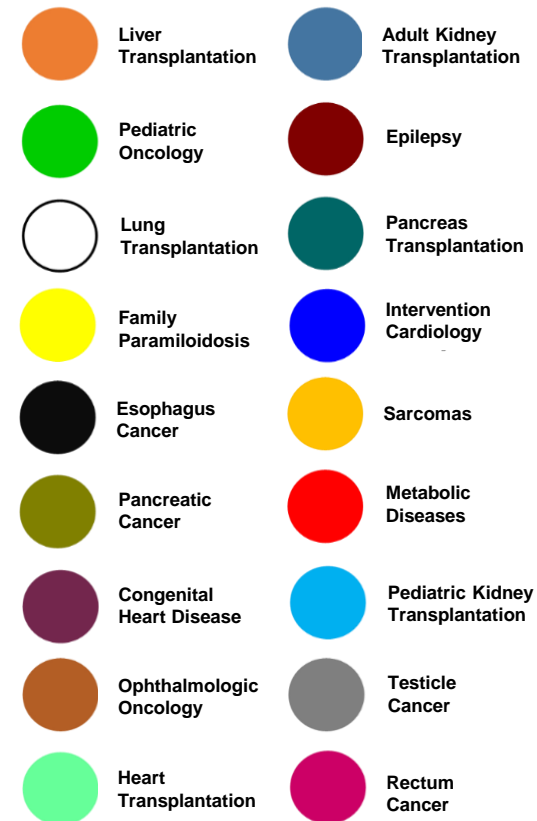 Liver
Transplantation
Adult Kidney
Transplantation
Pediatric
Oncology
Epilepsy
Lung
Transplantation
Pancreas
Transplantation
Family
Paramiloidosis
Intervention
Cardiology
Esophagus
Cancer
Sarcomas
Pancreatic
Cancer
Metabolic
Diseases
Congenital
Heart Disease
Pediatric Kidney
Transplantation
Ophthalmologic
Oncology
Testicle
Cancer
Heart
Transplantation
Rectum
Cancer